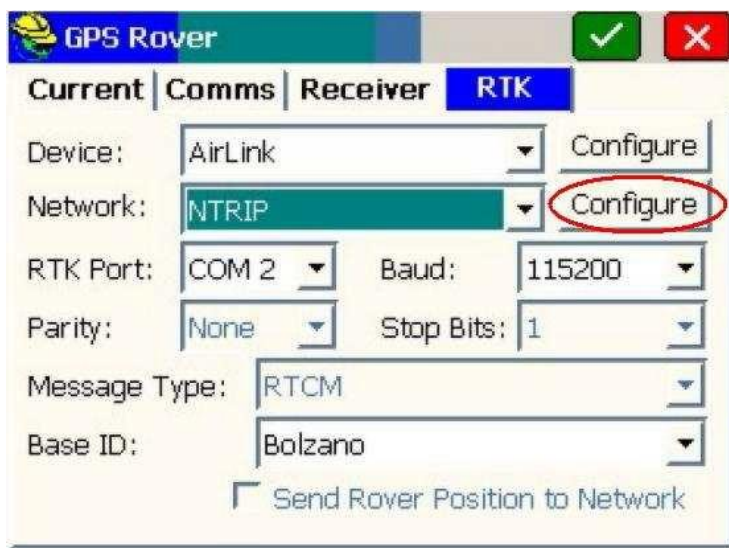 GPS Rover
Current Comms Receiver RTK
Device: AirLink Configure
Network: NTRIP Configure
RTK Port: COM 2 Baud: 115200
Parity: None Stop Bits: 1
Message Type: RTCM
Base ID: Bolzano
Send Rover Position to Network